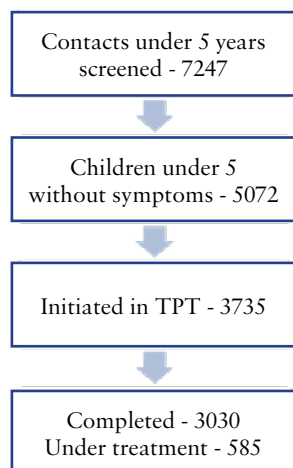 Contacts under 5 years
screened - 7247
Children under 5
without symptoms - 5072
Initiated in TPT - 3735
Completed - 3030
Under treatment - 585